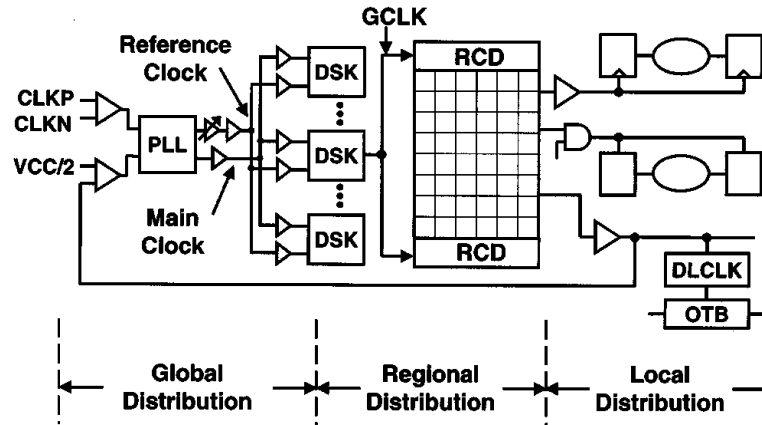 GCLK
Reference
Clock
CLKP
CLKN
VCC/2
PLL
Main
Clock
DSK
DSK
DSK
RCD
RCD
DLCLK
OTB
Global
Distribution
Regional
Distribution
Local
Distribution